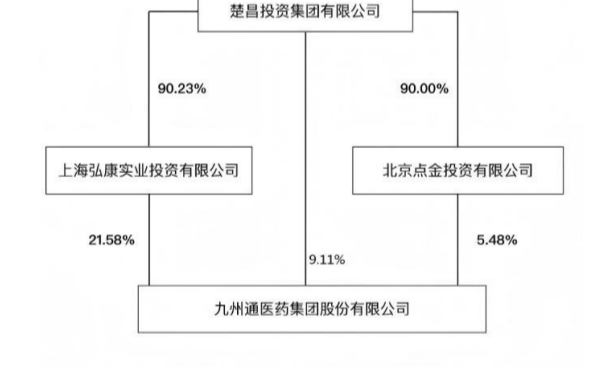 楚昌投资集团有限公司
90.23%
90.00%
上海弘康实业投资有限公司
北京点金投资有限公司
21.58%
5.48%
9.11%
九州通医药集团股份有限公司